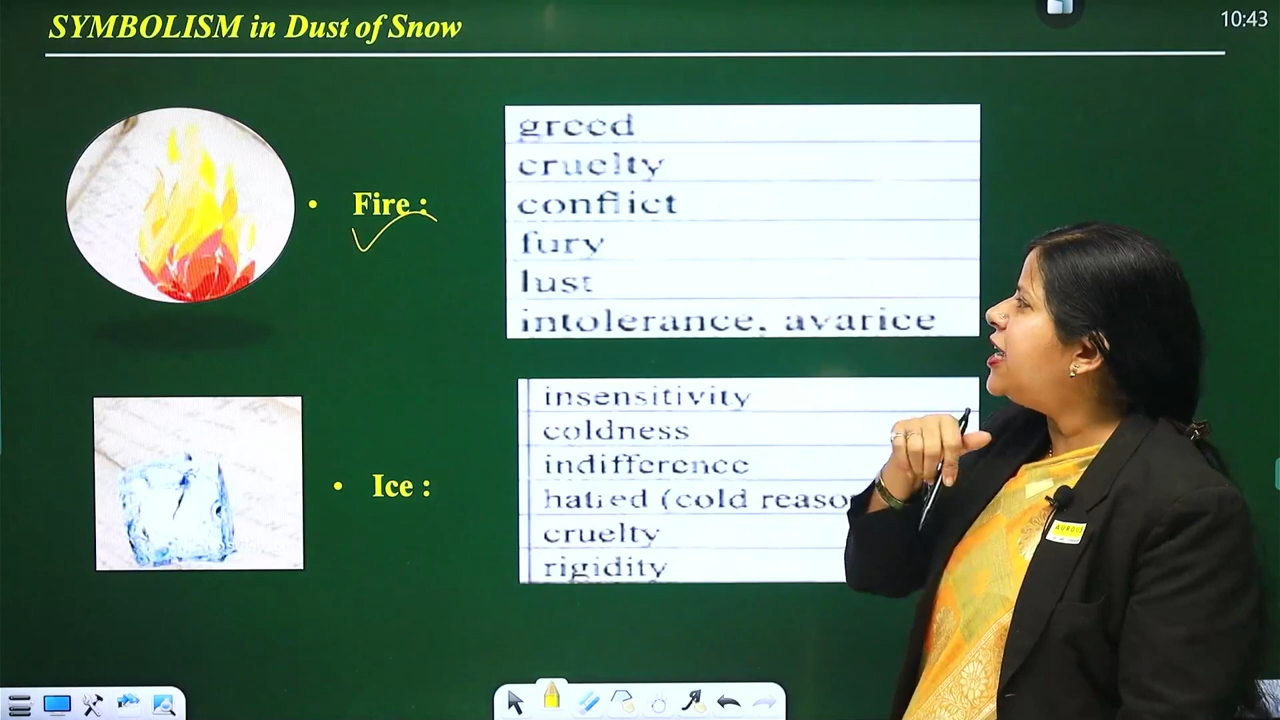 SYMBOLISM in Dust of Snow
10:43
• Fire :
greed
cruelty
conflict
fury
lust
intolerance, avarice
• Ice :
insensitivity
coldness
indifference
hatred (cold reaso
cruelty
rigidity